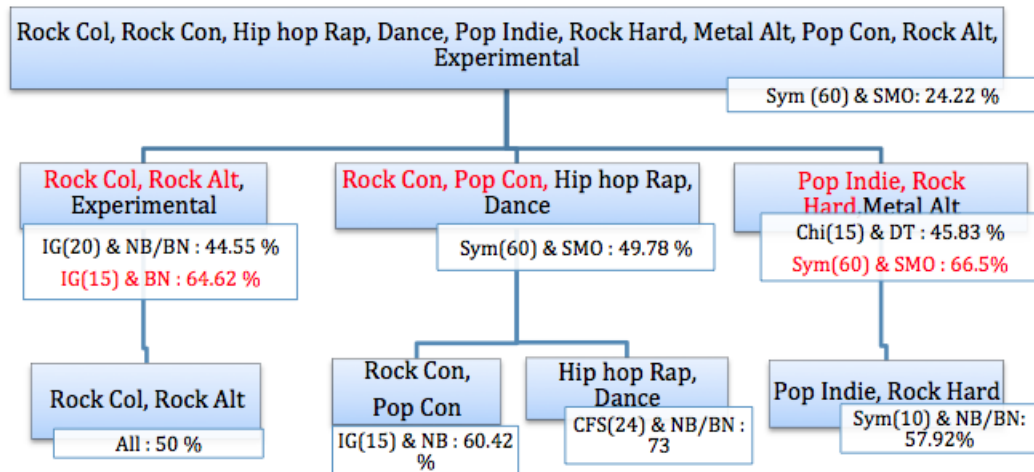 Rock Col, Rock Con, Hip hop Rap, Dance, Pop Indie, Rock Hard, Metal Alt, Pop Con, Rock Alt,
Experimental
Sym (60) & SMO: 24.22 %
Rock Col, Rock Alt,
Experimental
IG(20) & NB/BN : 44.55 %
IG(15) & BN : 64.62 %
Rock Con, Pop Con, Hip hop Rap,
Dance
Sym(60) & SMO : 49.78 %
Pop Indie, Rock
Hard,Metal Alt
Chi(15) & DT : 45.83 %
Sym(60) & SMO : 66.5%
Rock Col, Rock Alt
All : 50 %
Rock Con,
Pop Con
IG(15) & NB : 60.42
%
Hip hop Rap,
Dance
CFS(24) & NB/BN :
73
Pop Indie, Rock Hard
Sym(10) & NB/BN:
57.92%